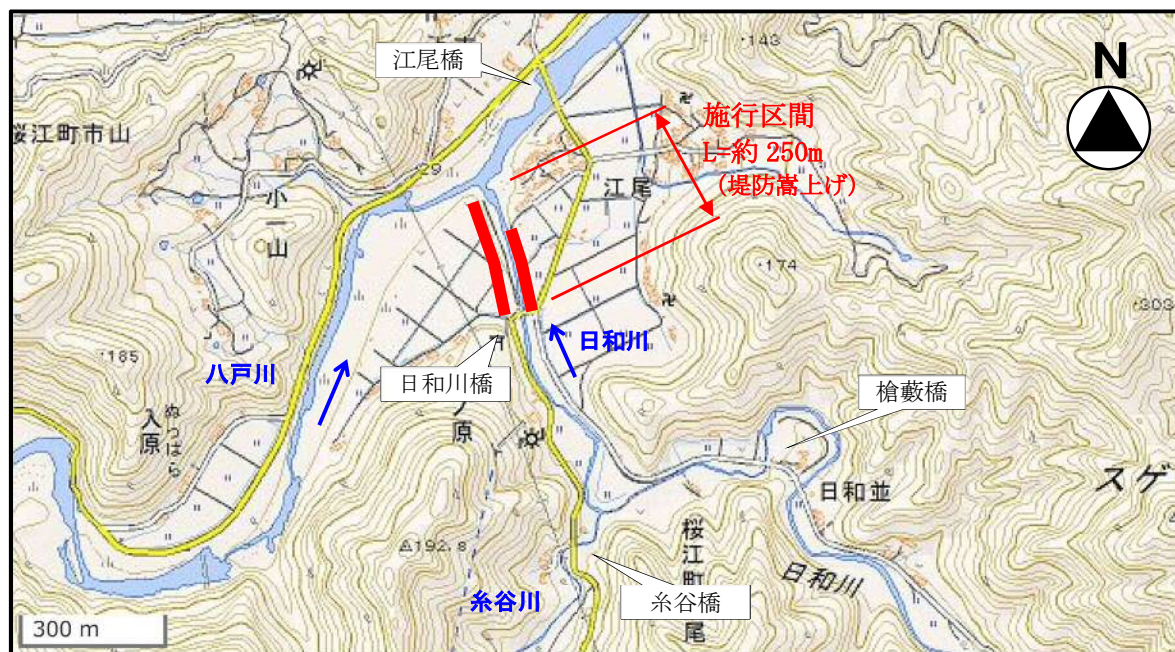 江尾橋
・143
N
施行区間
L=約 250m
（堤防嵩上げ）
桜江町市山
29
小一山
江尾
・174
303
・185
八戸川
日和川
入原
ぬっはら
日和川橋
原
槍藪橋
日和並
スゲ
△192.8
桜江町
尾
日和川
糸谷川
糸谷橋
300 m